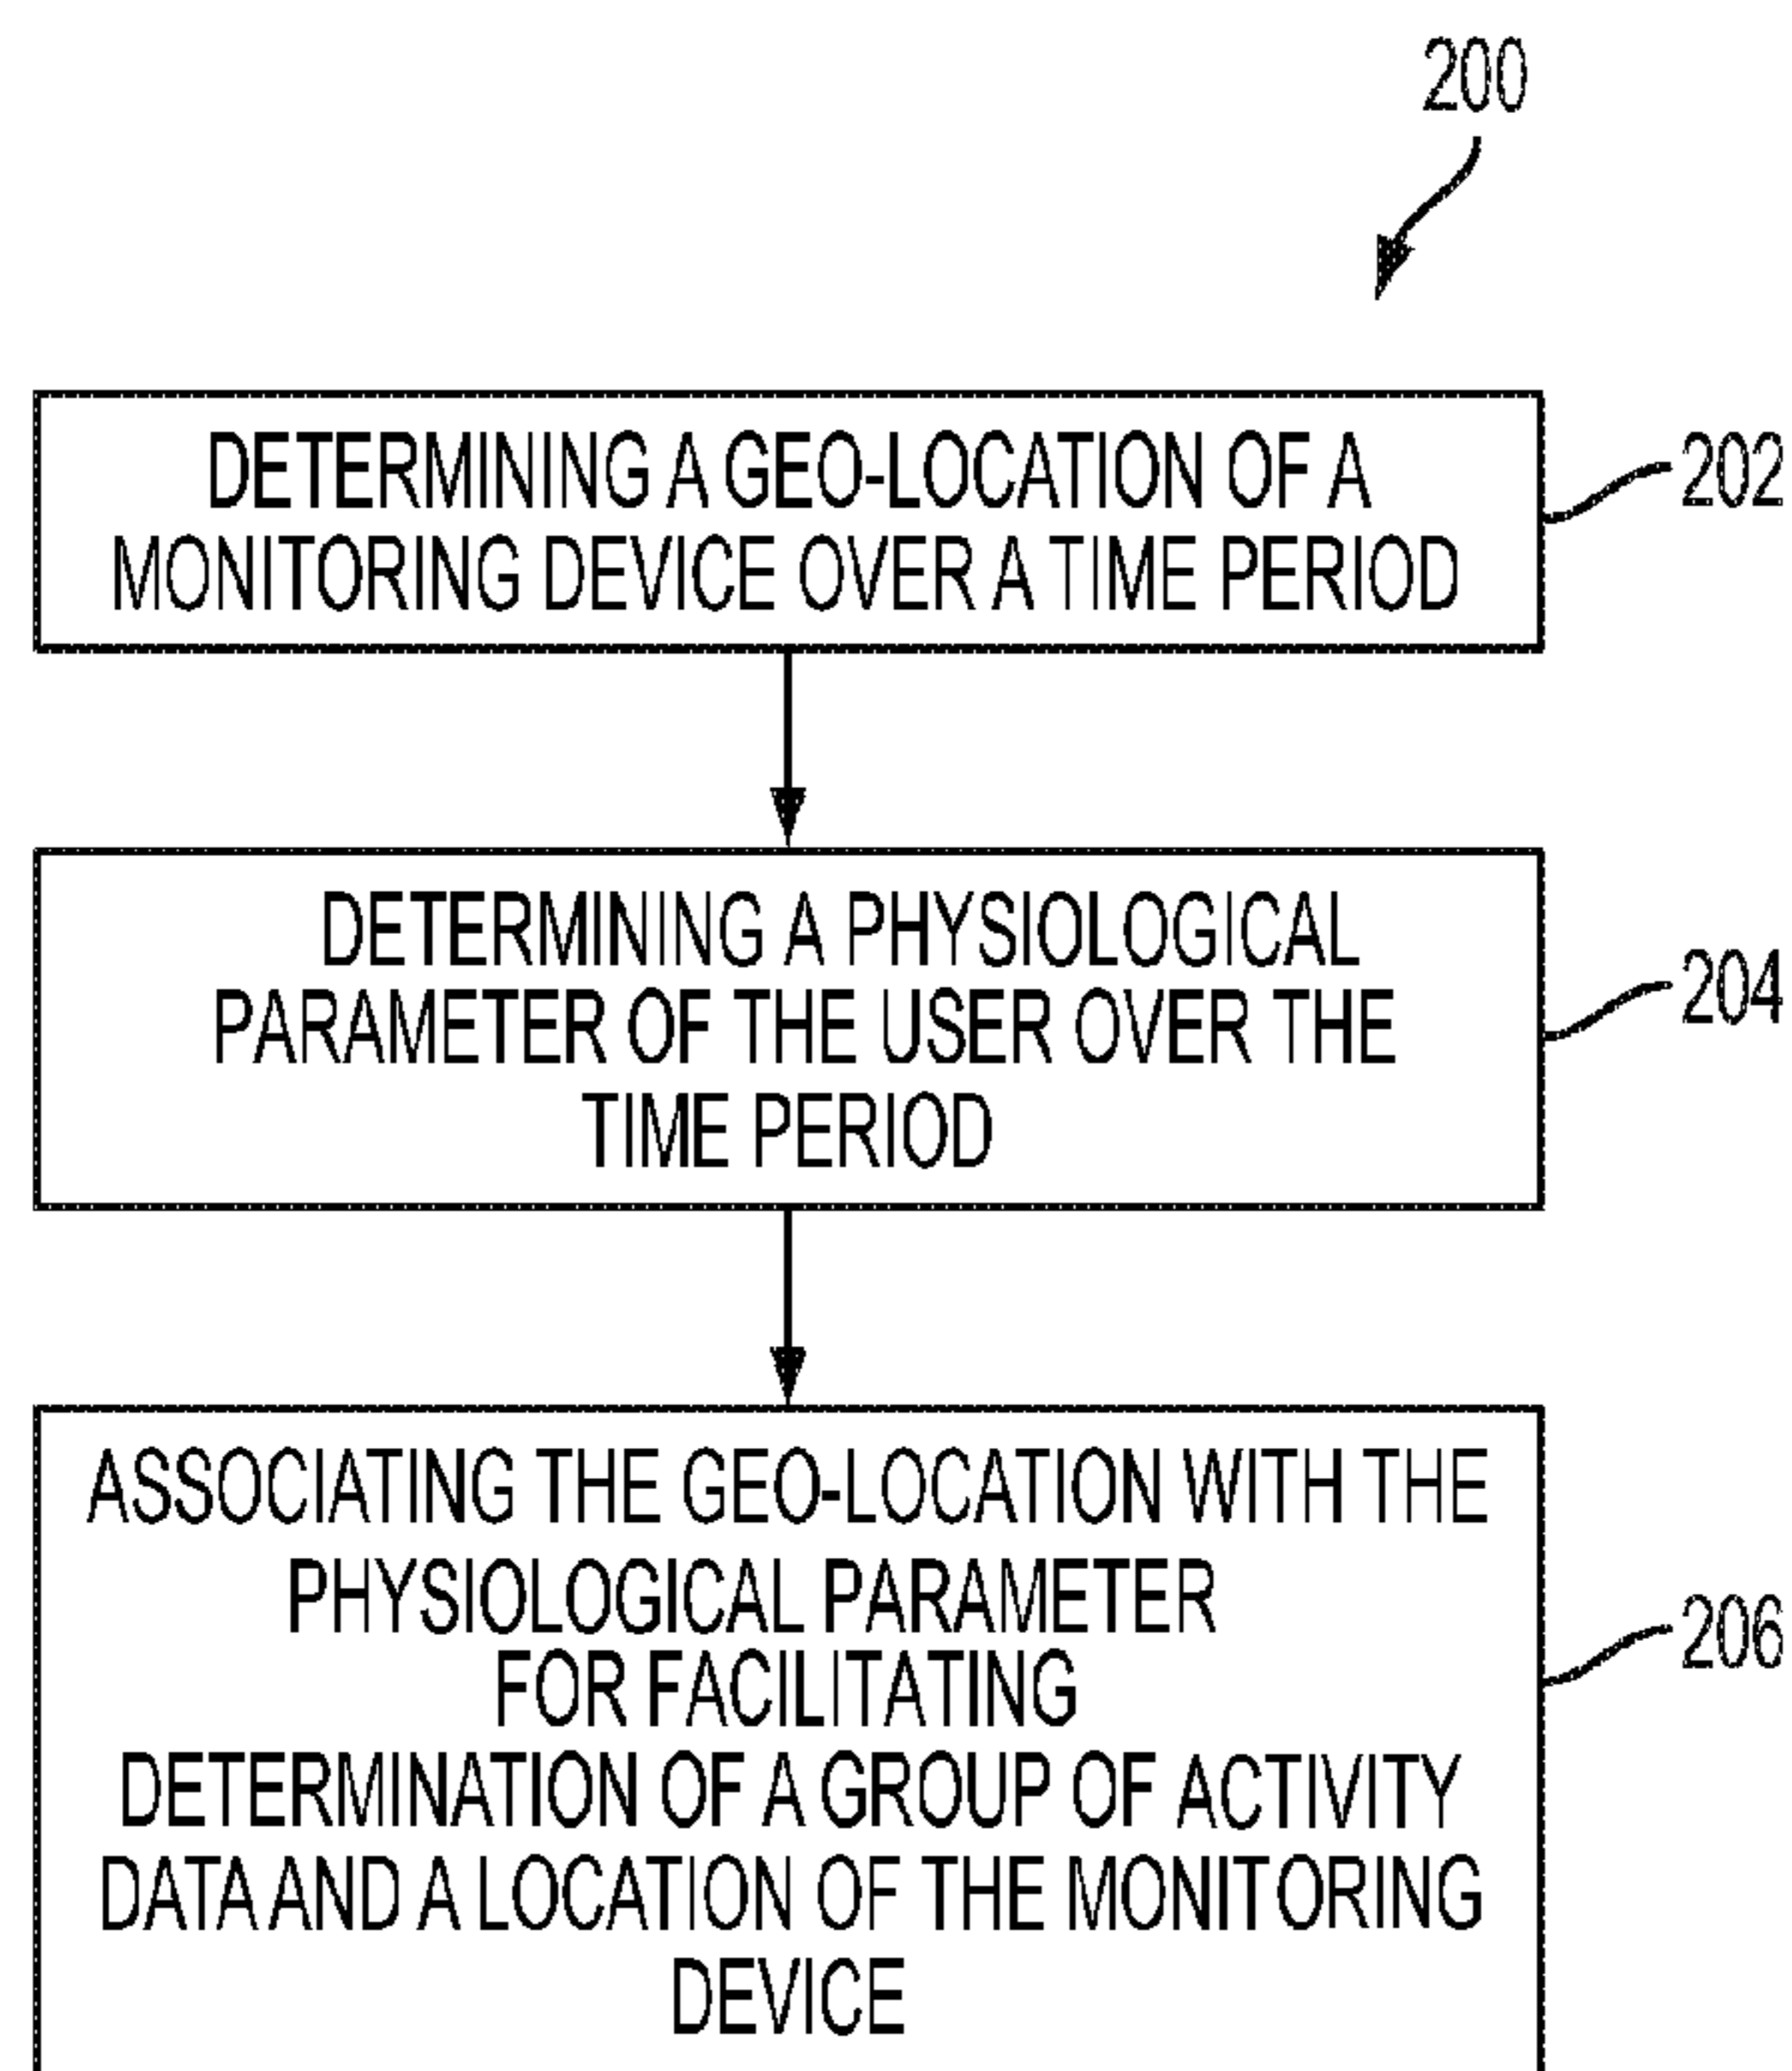 200
DETERMINING A GEO-LOCATION OF A
MONITORING DEVICE OVER A TIME PERIOD
202
DETERMINING A PHYSIOLOGICAL
PARAMETER OF THE USER OVER THE
TIME PERIOD
204
ASSOCIATING THE GEO-LOCATION WITH THE
PHYSIOLOGICAL PARAMETER
FOR FACILITATING
DETERMINATION OF A GROUP OF ACTIVITY
DATA AND A LOCATION OF THE MONITORING
DEVICE
206